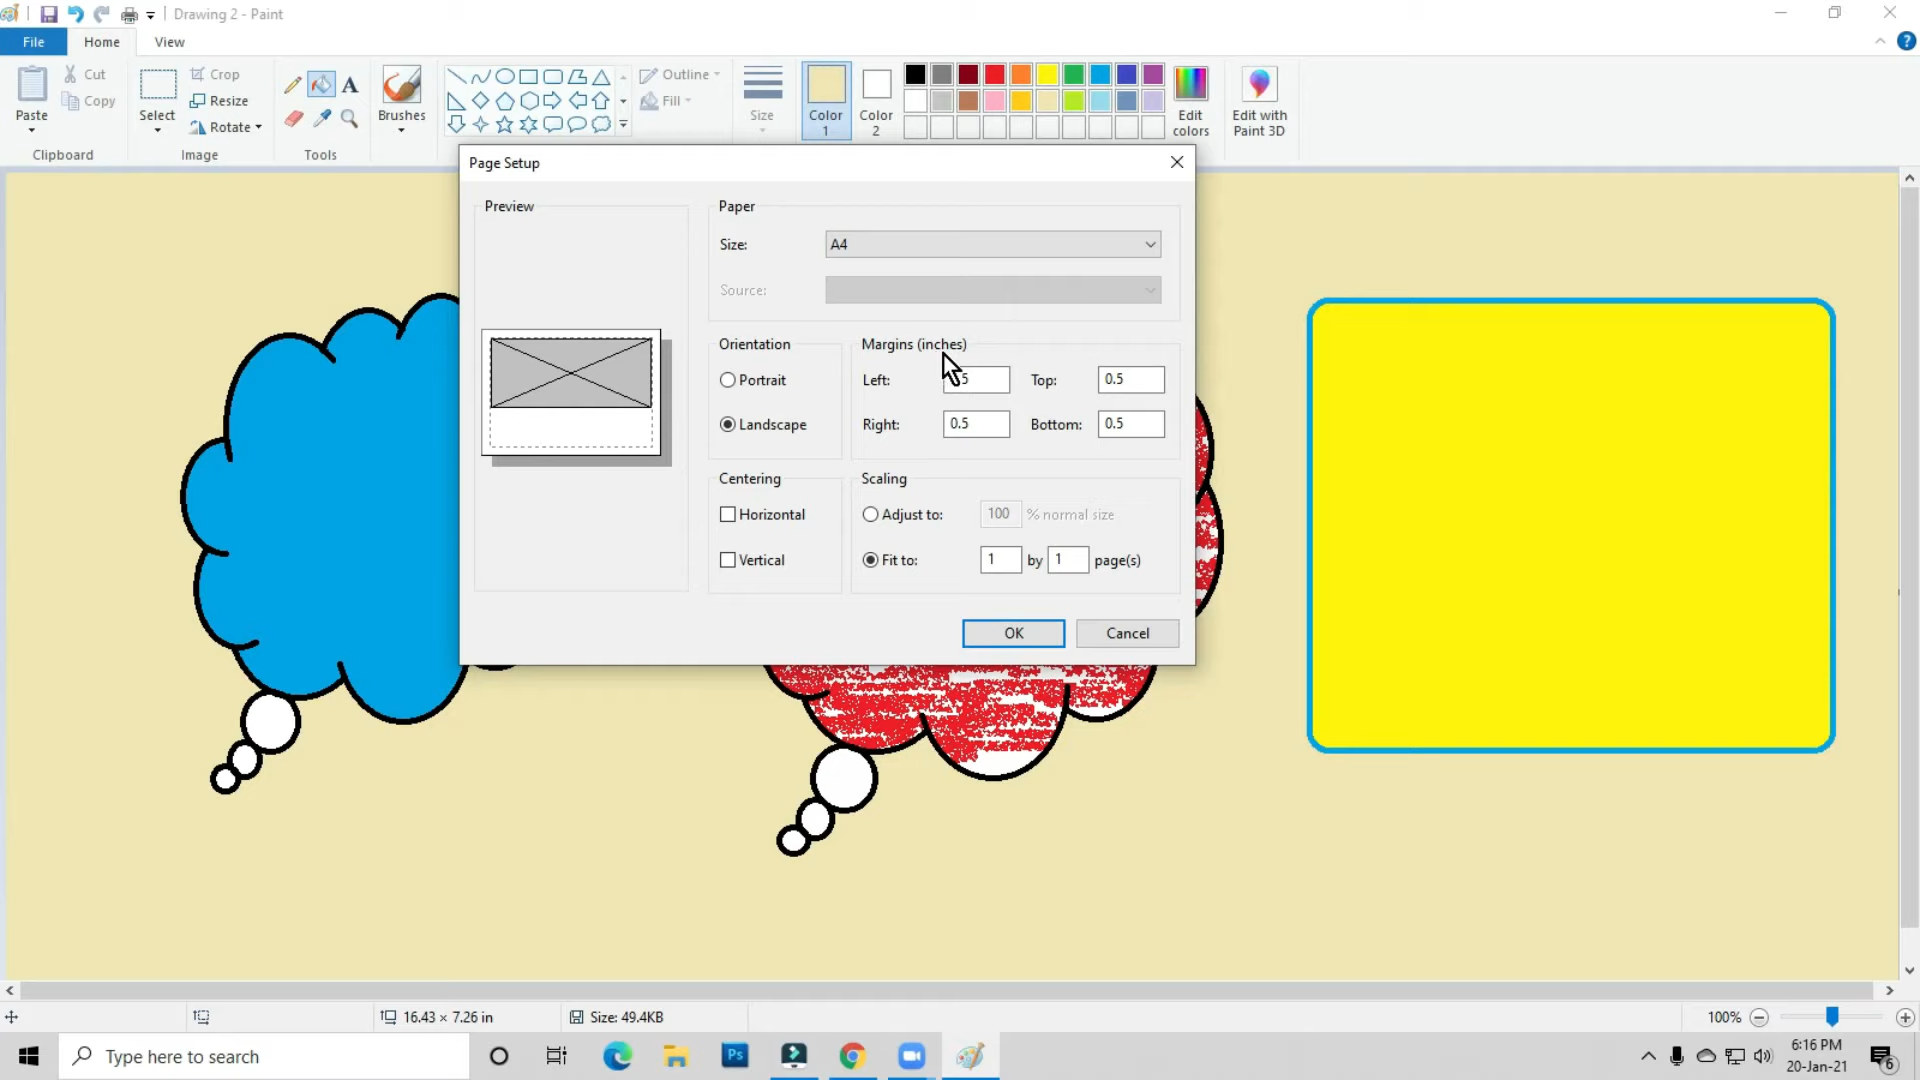 Drawing 2 - Paint
File Home View
Paste
Cut
Copy
Clipboard
Select
Crop
Resize
Rotate
Image
A
Tools
Brushes
Outline
Fill
Size
Color
1
Color
2
Edit
colors
Edit with
Paint 3D
?
Page Setup
Preview
Paper
Size: A4
Source:
Orientation
Portrait
Landscape
Margins (inches)
Left: Top: 0.5
Right: 0.5 Bottom: 0.5
Centering
Horizontal
Vertical
Scaling
Adjust to: 100 % normal size
Fit to: 1 by 1 page(s)
OK Cancel
16.43 × 7.26 in
Size: 49.4KB
100%
Type here to search
Ps
6:16 PM
20-Jan-21
6